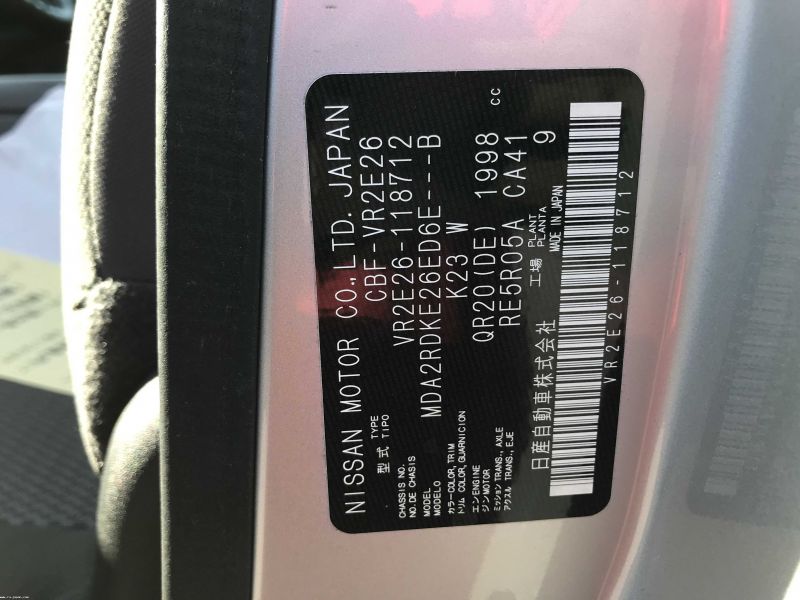 NISSAN MOTOR CO.,LTD. JAPAN
型式 TYPE TIPO CBF-VR2E26
CHASSIS NO. NO. DE CHASIS VR2E26-118712
MODEL MODELO MDA2RDKE26ED6E----B
カラー COLOR, TRIM トリム COLOR, GUARNICION K23 W
エンジン ENGINE MOTOR QR20(DE) 1998 cc
ミッション TRANS., AXLE アクスル TRANS., EJE RE5R05A CA41
工場 PLANT PLANTA 9
日産自動車株式会社 MADE IN JAPAN
VR2E26-118712